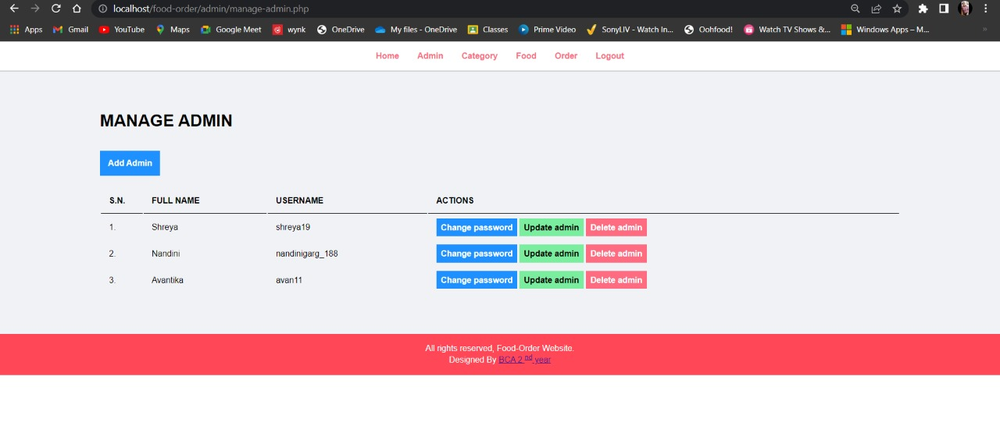 localhost/food-order/admin/manage-admin.php
Apps Gmail YouTube Maps Google Meet wynk OneDrive My files - OneDrive Classes Prime Video SonyLIV - Watch In... Oohfood! Watch TV Shows &... Windows Apps – M... »
Home Admin Category Food Order Logout
MANAGE ADMIN
Add Admin
S.N. FULL NAME USERNAME ACTIONS
1. Shreya shreya19 Change password Update admin Delete admin
2. Nandini nandinigarg_188 Change password Update admin Delete admin
3. Avantika avan11 Change password Update admin Delete admin
All rights reserved, Food-Order Website.
Designed By BCA 2 nd year